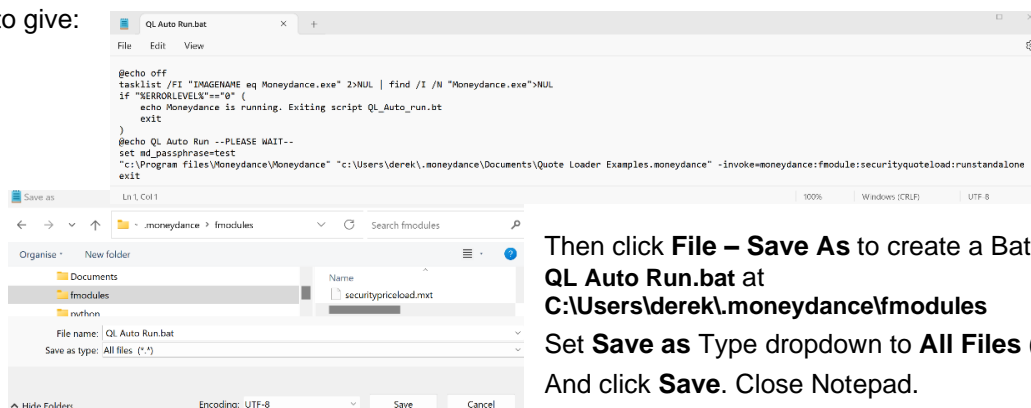 to give:
QL Auto Run.bat × +
File Edit View
@echo off
tasklist /FI "IMAGENAME eq Moneydance.exe" 2>NUL | find /I /N "Moneydance.exe">NUL
if "%ERRORLEVEL%"=="0" (
echo Moneydance is running. Exiting script QL_Auto_run.bt
exit
)
@echo QL Auto Run --PLEASE WAIT--
set md_passphrase=test
"c:\Program files\Moneydance\Moneydance" "c:\Users\derek\.moneydance\Documents\Quote Loader Examples.moneydance" -invoke=moneydance:fmodule:securityquoteload:runstandalone
exit
Ln 1, Col 1 100% Windows (CRLF) UTF-8
Save as
.moneydance > fmodules Search fmodules
Organise New folder
Documents
fmodules
python
Name
securitypriceload.mxt
File name: QL Auto Run.bat
Save as type: All files (*.*)
Hide Folders Encoding: UTF-8 Save Cancel
Then click File – Save As to create a Bat
QL Auto Run.bat at
C:\Users\derek\.moneydance\fmodules
Set Save as Type dropdown to All Files (
And click Save. Close Notepad.